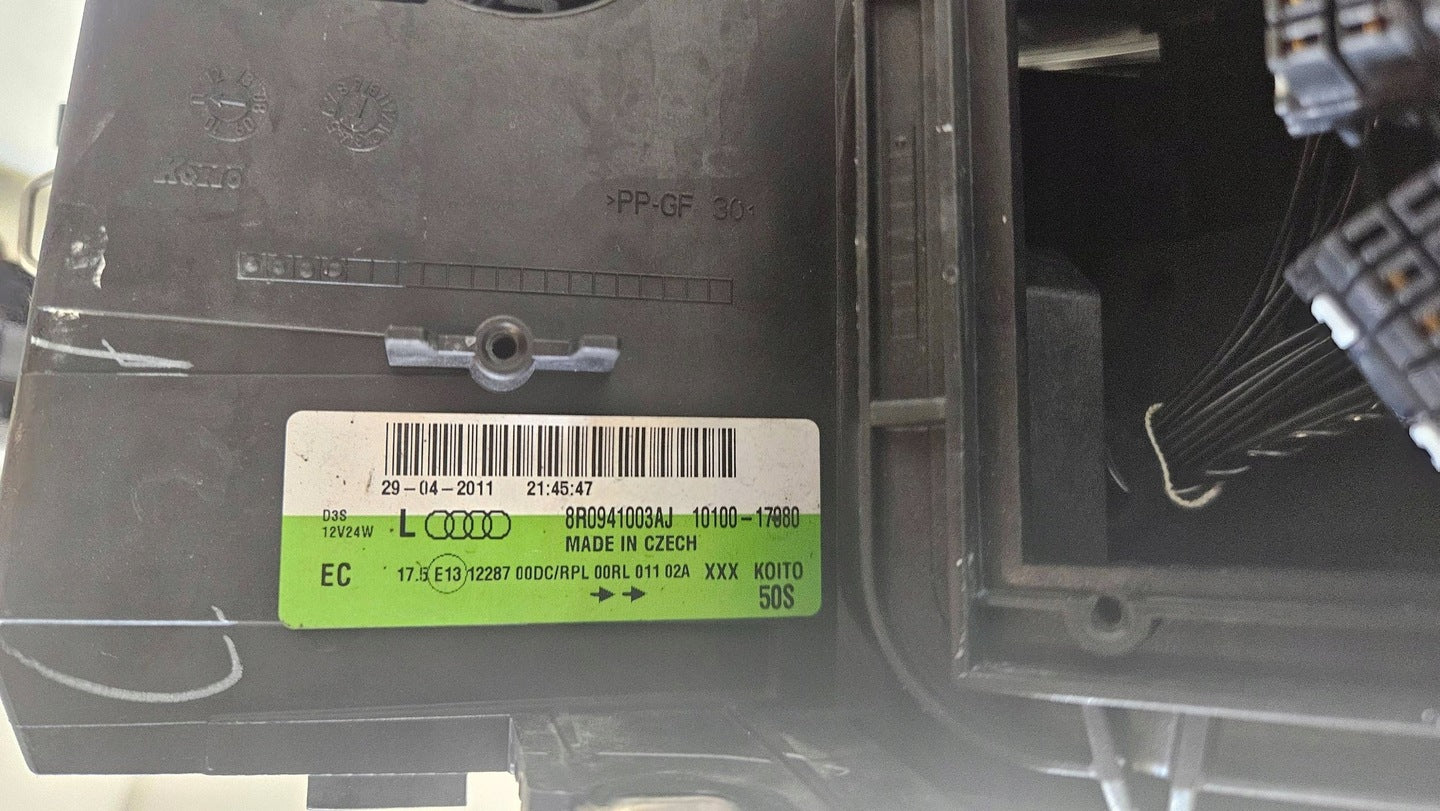 KOITO
>PP-GF 30<
29-04-2011 21:45:47
D3S
12V24W
L 8R0941003AJ 10100-17980
MADE IN CZECH
EC 17.5 E13 12287 00DC/RPL 00RL 011 02A XXX KOITO
50S